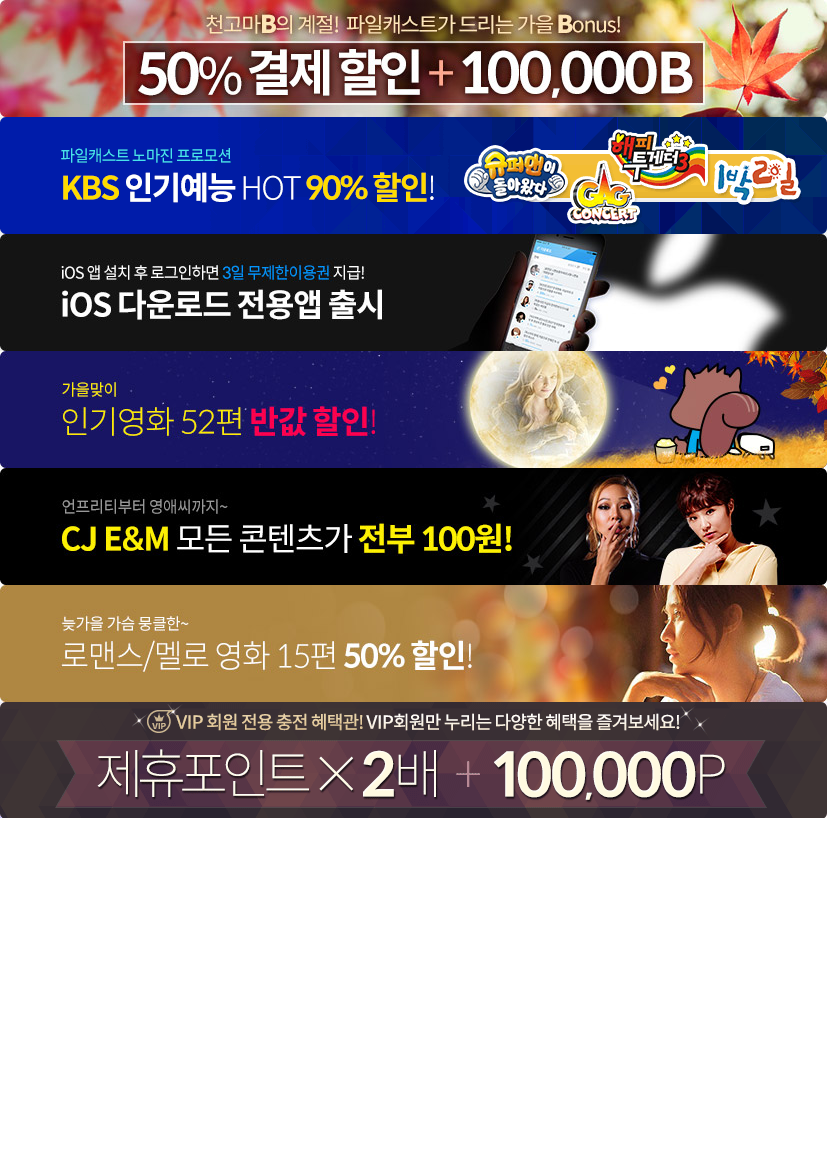 천고마B의 계절! 파일캐스트가 드리는 가을 Bonus!
50% 결제 할인 + 100,000B
파일캐스트 노마진 프로모션
KBS 인기예능 HOT 90% 할인!
슈퍼맨이
돌아왔다
GAG
CONCERT
해피
투게더3
1박2일
iOS 앱 설치 후 로그인하면 3일 무제한이용권 지급!
iOS 다운로드 전용앱 출시
가을맞이
인기영화 52편 반값 할인!
언프리티부터 영애씨까지~
CJ E&M 모든 콘텐츠가 전부 100원!
늦가을 가슴 뭉클한~
로맨스/멜로 영화 15편 50% 할인!
VIP VIP 회원 전용 충전 혜택관! VIP회원만 누리는 다양한 혜택을 즐겨보세요!
제휴포인트 × 2배 + 100,000P